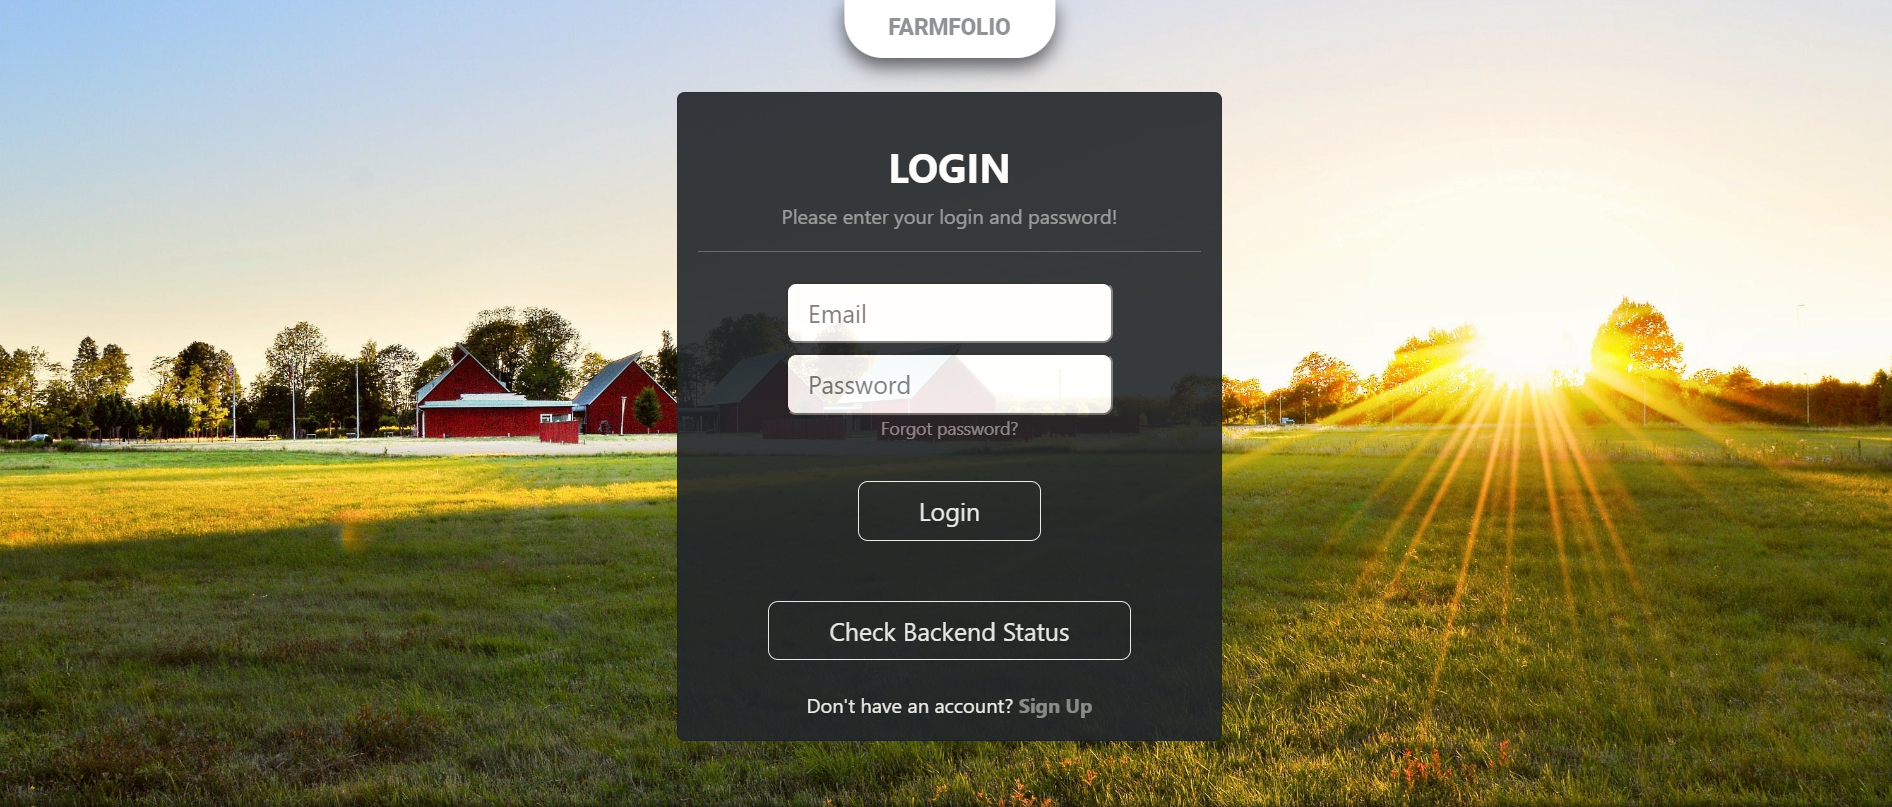 FARMFOLIO
LOGIN
Please enter your login and password!
Email
Password
Forgot password?
Login
Check Backend Status
Don't have an account? Sign Up